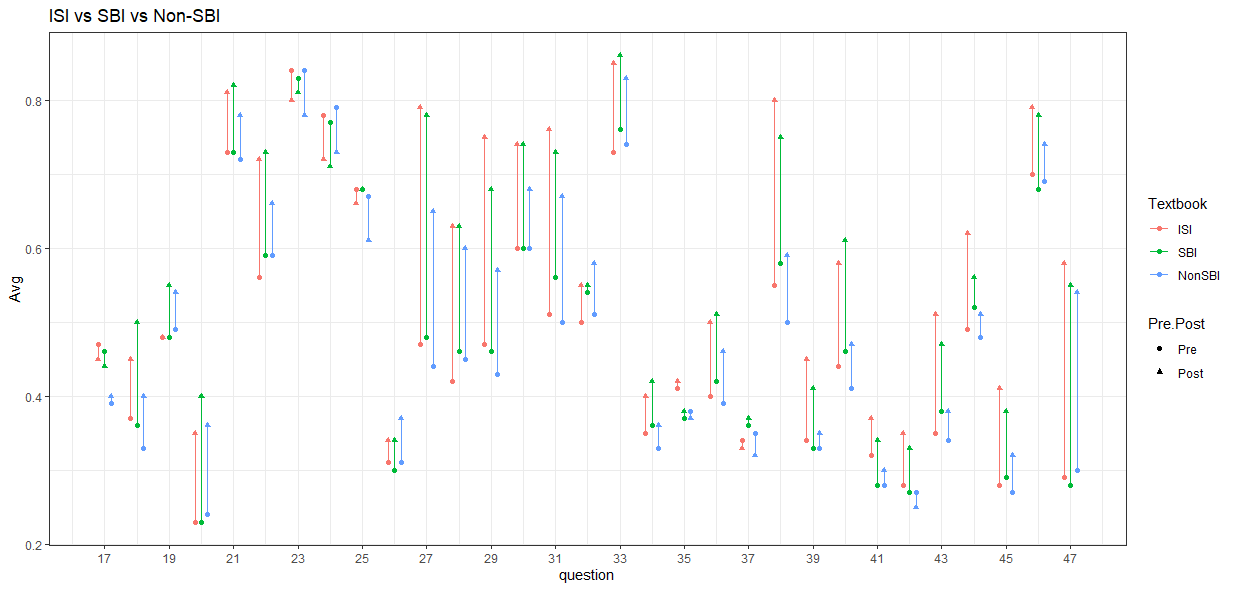 ISI vs SBI vs Non-SBI
Avg
0.8
0.6
0.4
0.2
17 19 21 23 25 27 29 31 33 35 37 39 41 43 45 47
question
Textbook
ISI
SBI
NonSBI
Pre.Post
Pre
Post